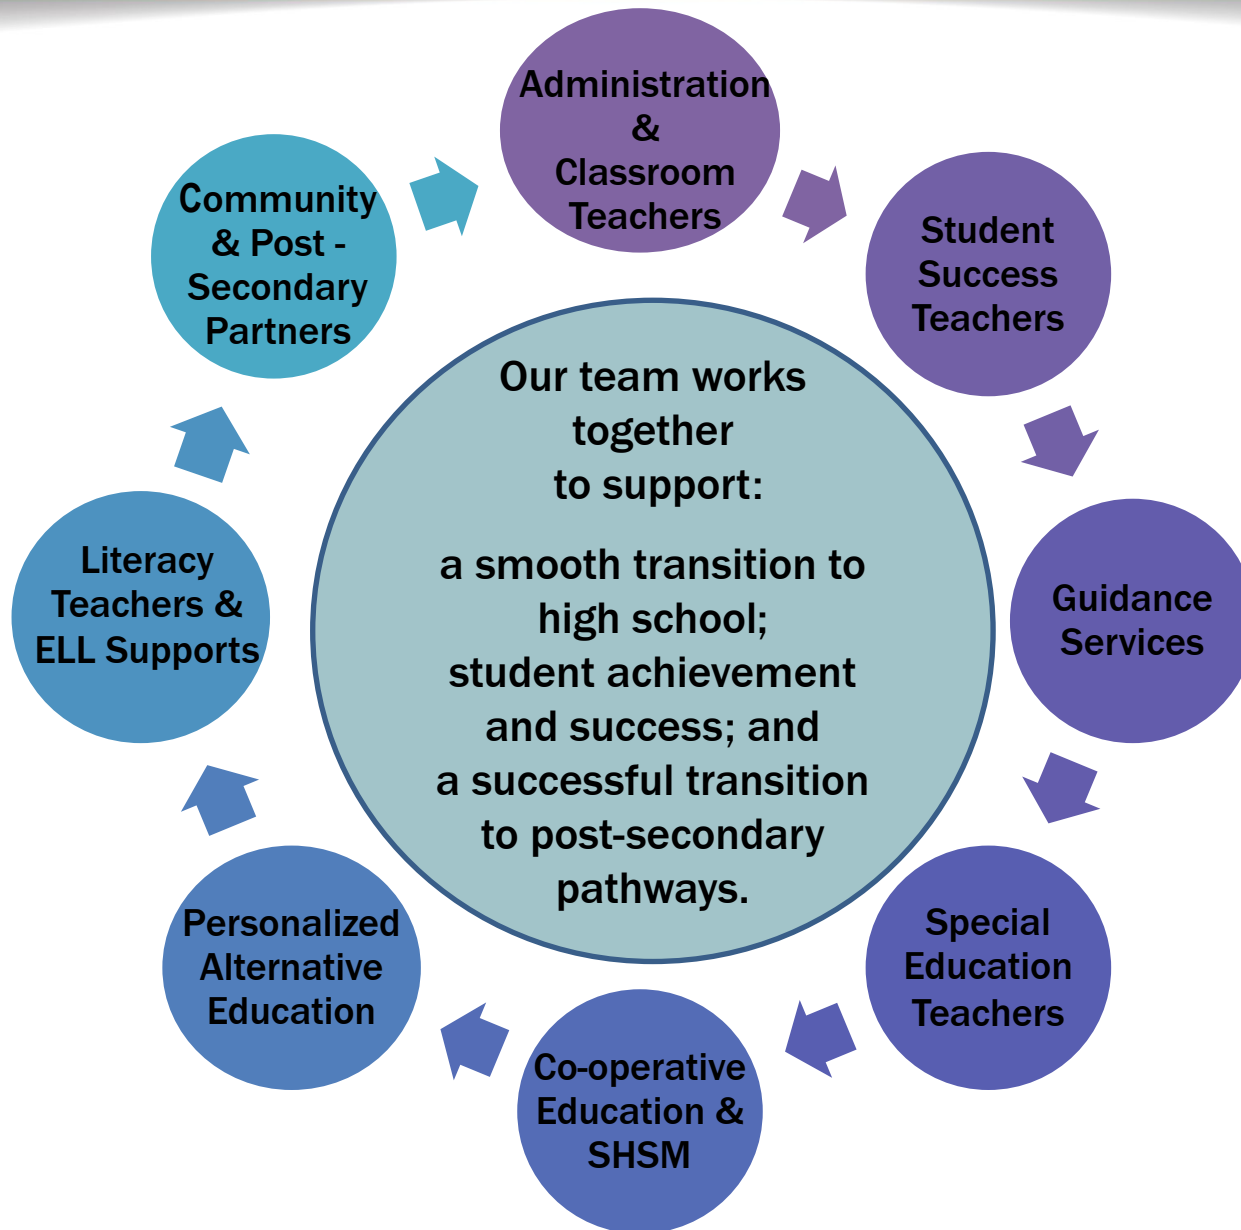 Administration
&
Classroom
Teachers
Student
Success
Teachers
Guidance
Services
Special
Education
Teachers
Co-operative
Education &
SHSM
Personalized
Alternative
Education
Literacy
Teachers &
ELL Supports
Community
& Post -
Secondary
Partners
Our team works
together
to support:
a smooth transition to
high school;
student achievement
and success; and
a successful transition
to post-secondary
pathways.